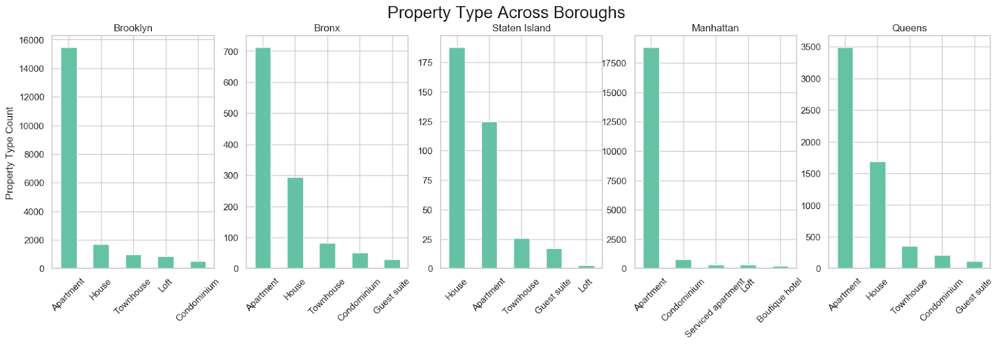 Property Type Across Boroughs
Brooklyn
Property Type Count
16000
14000
12000
10000
8000
6000
4000
2000
0
Apartment
House
Townhouse
Loft
Condominium
Bronx
700
600
500
400
300
200
100
0
Apartment
House
Townhouse
Condominium
Guest suite
Staten Island
175
150
125
100
75
50
25
0
House
Apartment
Townhouse
Guest suite
Loft
Manhattan
17500
15000
12500
10000
7500
5000
2500
0
Apartment
Condominium
Serviced apartment
Loft
Boutique hotel
Queens
3500
3000
2500
2000
1500
1000
500
0
Apartment
House
Townhouse
Condominium
Guest suite